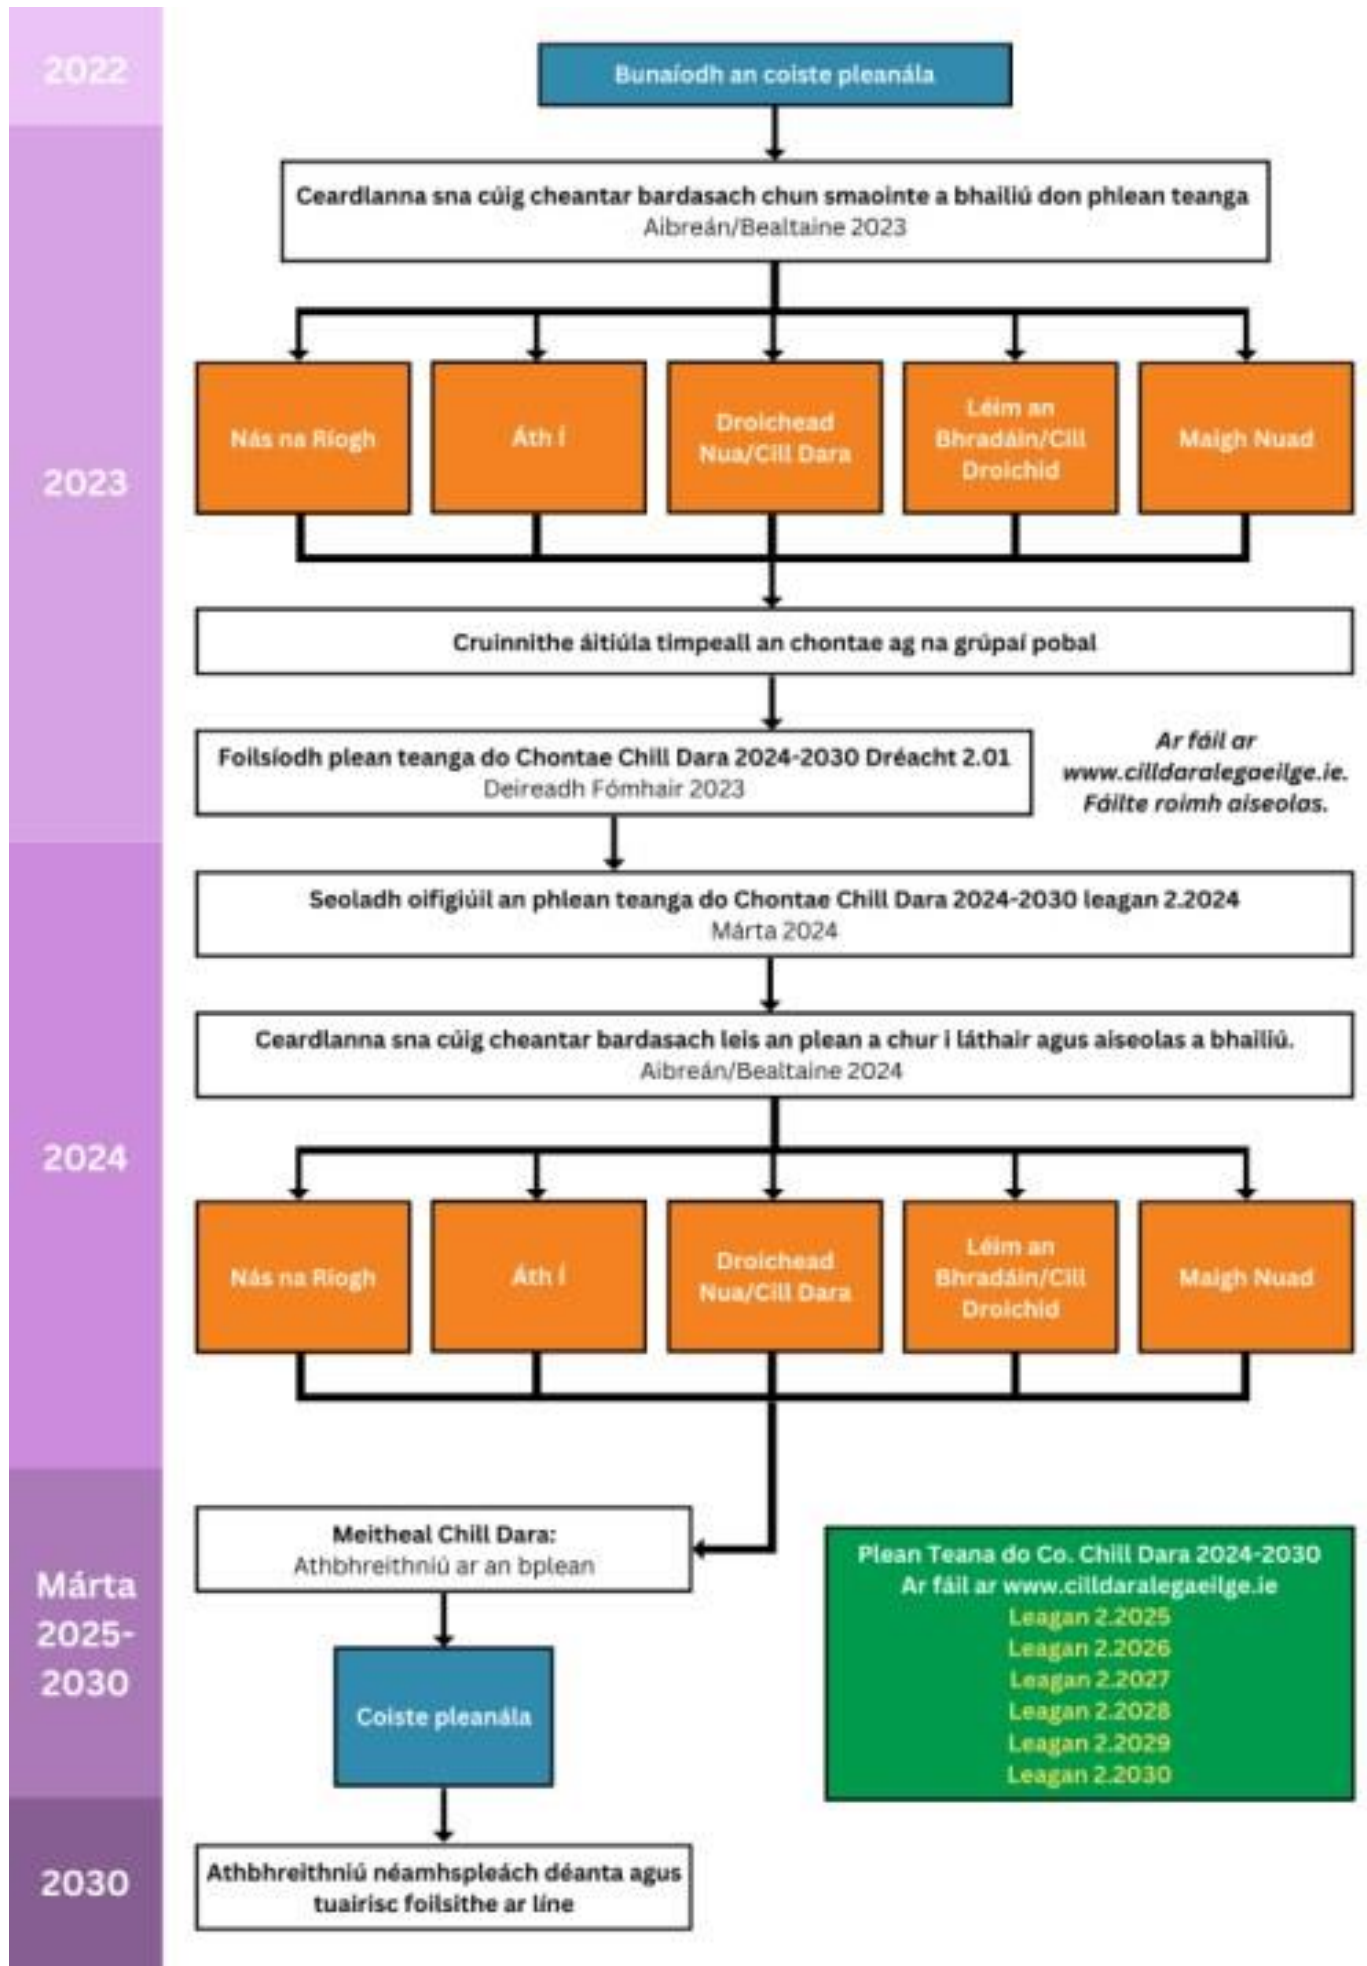 2022
Bunaíodh an coiste pleanála
Ceardlanna sna cúig cheantar bardasach chun smaointe a bhailiú don phlean teanga
Aibreán/Bealtaine 2023
2023
Nás na Ríogh
Áth Í
Droichead
Nua/Cill Dara
Léim an
Bhradáin/Cill
Droichid
Maigh Nuad
Cruinnithe áitiúla timpeall an chontae ag na grúpaí pobal
Foilsíodh plean teanga do Chontae Chill Dara 2024-2030 Dréacht 2.01
Deireadh Fómhair 2023
Ar fáil ar
www.cilldaralegaeilge.ie.
Fáilte roimh aiseolas.
Seoladh oifigiúil an phlean teanga do Chontae Chill Dara 2024-2030 leagan 2.2024
Márta 2024
Ceardlanna sna cúig cheantar bardasach leis an plean a chur i láthair agus aiseolas a bhailiú.
Aibreán/Bealtaine 2024
2024
Nás na Ríogh
Áth Í
Droichead
Nua/Cill Dara
Léim an
Bhradáin/Cill
Droichid
Maigh Nuad
Márta
2025-
2030
Meitheal Chill Dara:
Athbhreithniú ar an bplean
Coiste pleanála
Plean Teana do Co. Chill Dara 2024-2030
Ar fáil ar www.cilldaralegaeilge.ie
Leagan 2.2025
Leagan 2.2026
Leagan 2.2027
Leagan 2.2028
Leagan 2.2029
Leagan 2.2030
2030
Athbhreithniú néamhspleách déanta agus
tuairisc foilsithe ar líne